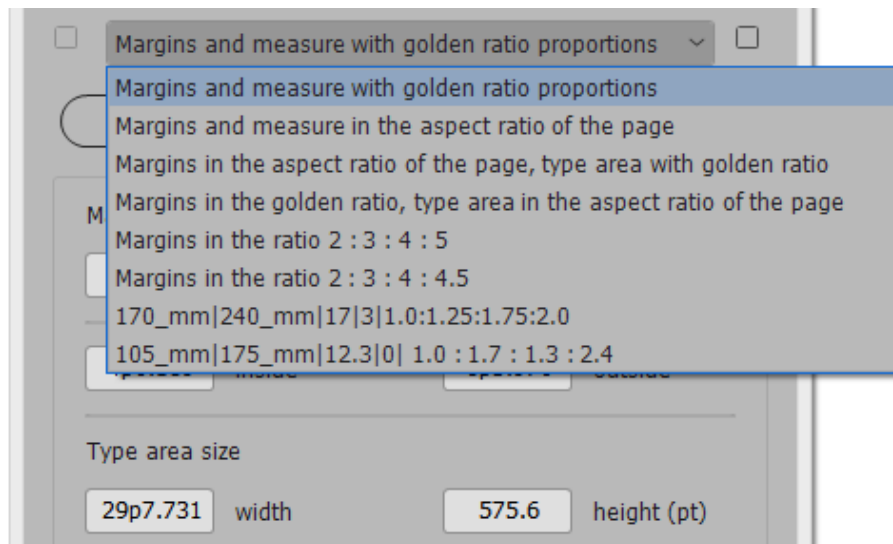 Margins and measure with golden ratio proportions
Margins and measure with golden ratio proportions
Margins and measure in the aspect ratio of the page
Margins in the aspect ratio of the page, type area with golden ratio
Margins in the golden ratio, type area in the aspect ratio of the page
Margins in the ratio 2 : 3 : 4 : 5
Margins in the ratio 2 : 3 : 4 : 4.5
170_mm|240_mm|17|3|1.0:1.25:1.75:2.0
105_mm|175_mm|12.3|0| 1.0 : 1.7 : 1.3 : 2.4
inside outside
Type area size
29p7.731 width 575.6 height (pt)